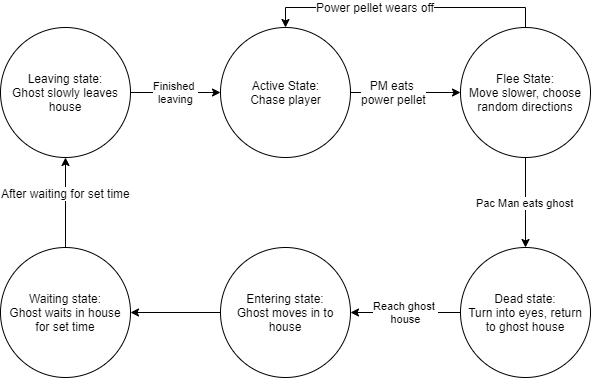 Power pellet wears off
Leaving state:
Ghost slowly leaves
house
Finished
leaving
Active State:
Chase player
PM eats
power pellet
Flee State:
Move slower, choose
random directions
After waiting for set time
Pac Man eats ghost
Waiting state:
Ghost waits in house
for set time
Entering state:
Ghost moves in to
house
Reach ghost
house
Dead state:
Turn into eyes, return
to ghost house